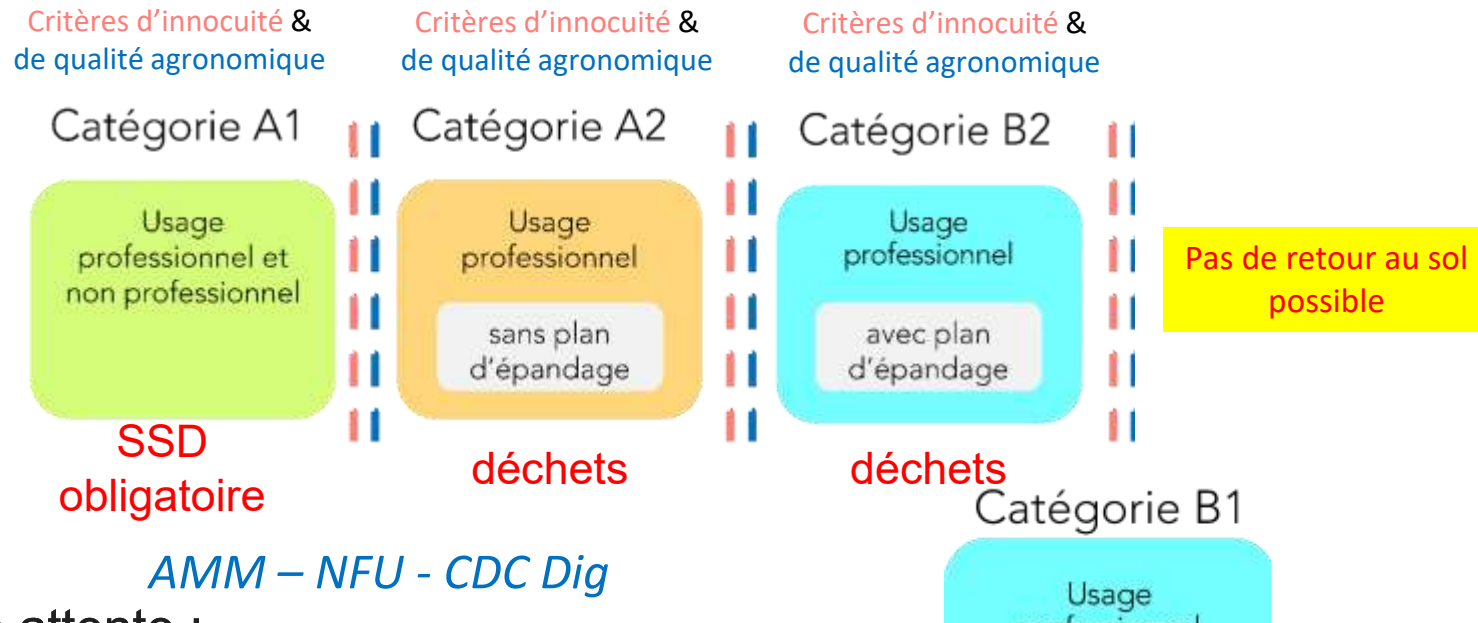 Critères d'innocuité &
de qualité agronomique
Critères d'innocuité &
de qualité agronomique
Critères d'innocuité &
de qualité agronomique
Catégorie A1
Usage
professionnel et
non professionnel
SSD
obligatoire
Catégorie A2
Usage
professionnel
sans plan
d'épandage
déchets
Catégorie B2
Usage
professionnel
avec plan
d'épandage
déchets
Pas de retour au sol
possible
Catégorie B1
Usage
AMM – NFU - CDC Dig
attente :